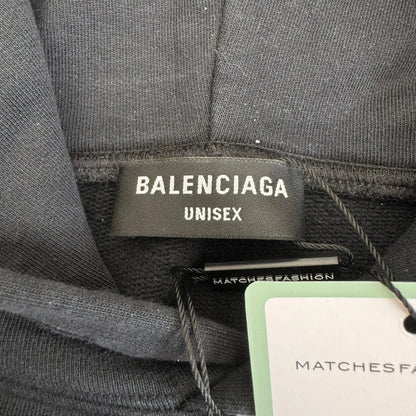 BALENCIAGA
UNISEX
MATCHESFASHION
MATCHESFA